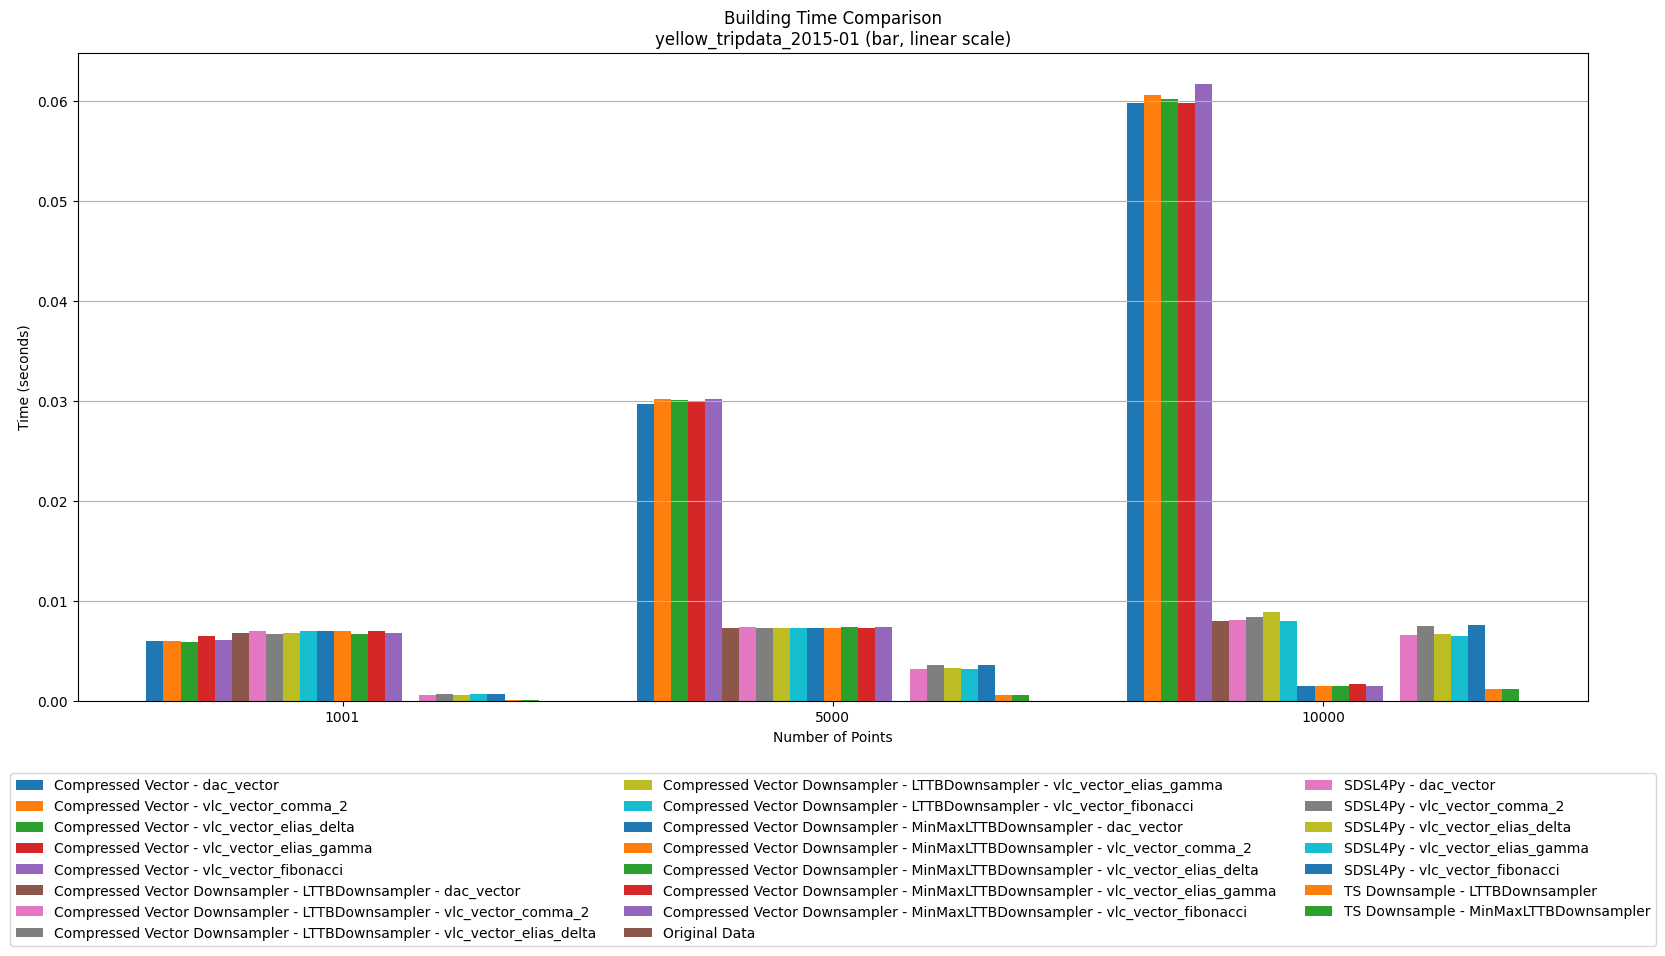 Building Time Comparison
yellow_tripdata_2015-01 (bar, linear scale)
Time (seconds)
0.06
0.05
0.04
0.03
0.02
0.01
0.00
1001
5000
10000
Number of Points
Compressed Vector - dac_vector
Compressed Vector - vlc_vector_comma_2
Compressed Vector - vlc_vector_elias_delta
Compressed Vector - vlc_vector_elias_gamma
Compressed Vector - vlc_vector_fibonacci
Compressed Vector Downsampler - LTTBDownsampler - dac_vector
Compressed Vector Downsampler - LTTBDownsampler - vlc_vector_comma_2
Compressed Vector Downsampler - LTTBDownsampler - vlc_vector_elias_delta
Compressed Vector Downsampler - LTTBDownsampler - vlc_vector_elias_gamma
Compressed Vector Downsampler - LTTBDownsampler - vlc_vector_fibonacci
Compressed Vector Downsampler - MinMaxLTTBDownsampler - dac_vector
Compressed Vector Downsampler - MinMaxLTTBDownsampler - vlc_vector_comma_2
Compressed Vector Downsampler - MinMaxLTTBDownsampler - vlc_vector_elias_delta
Compressed Vector Downsampler - MinMaxLTTBDownsampler - vlc_vector_elias_gamma
Compressed Vector Downsampler - MinMaxLTTBDownsampler - vlc_vector_fibonacci
Original Data
SDSL4Py - dac_vector
SDSL4Py - vlc_vector_comma_2
SDSL4Py - vlc_vector_elias_delta
SDSL4Py - vlc_vector_elias_gamma
SDSL4Py - vlc_vector_fibonacci
TS Downsample - LTTBDownsampler
TS Downsample - MinMaxLTTBDownsampler